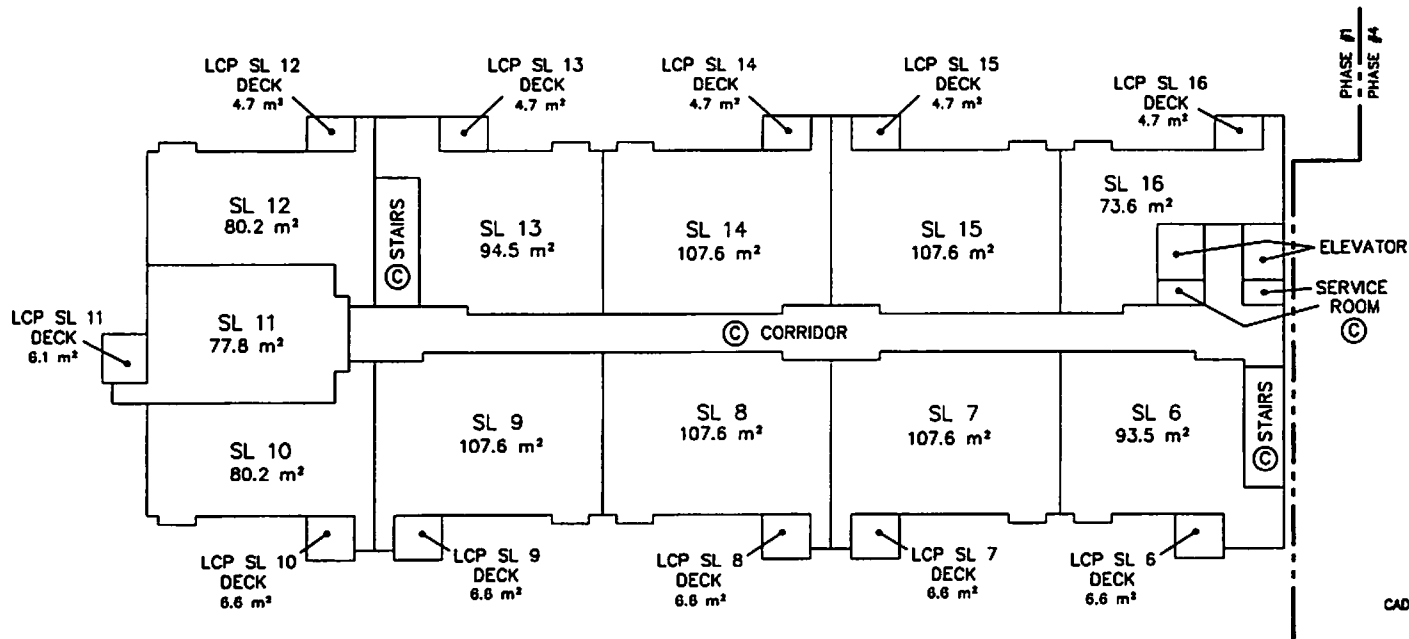 PHASE #1
PHASE #4
LCP SL 12
DECK
4.7 m²
LCP SL 13
DECK
4.7 m²
LCP SL 14
DECK
4.7 m²
LCP SL 15
DECK
4.7 m²
LCP SL 16
DECK
4.7 m²
SL 12
80.2 m²
Ⓒ STAIRS
SL 13
94.5 m²
SL 14
107.6 m²
SL 15
107.6 m²
SL 16
73.6 m²
ELEVATOR
SERVICE
ROOM
Ⓒ
LCP SL 11
DECK
6.1 m²
SL 11
77.8 m²
Ⓒ CORRIDOR
SL 10
80.2 m²
SL 9
107.6 m²
SL 8
107.6 m²
SL 7
107.6 m²
SL 6
93.5 m²
Ⓒ STAIRS
LCP SL 10
DECK
6.6 m²
LCP SL 9
DECK
6.6 m²
LCP SL 8
DECK
6.6 m²
LCP SL 7
DECK
6.6 m²
LCP SL 6
DECK
6.6 m²
CAD